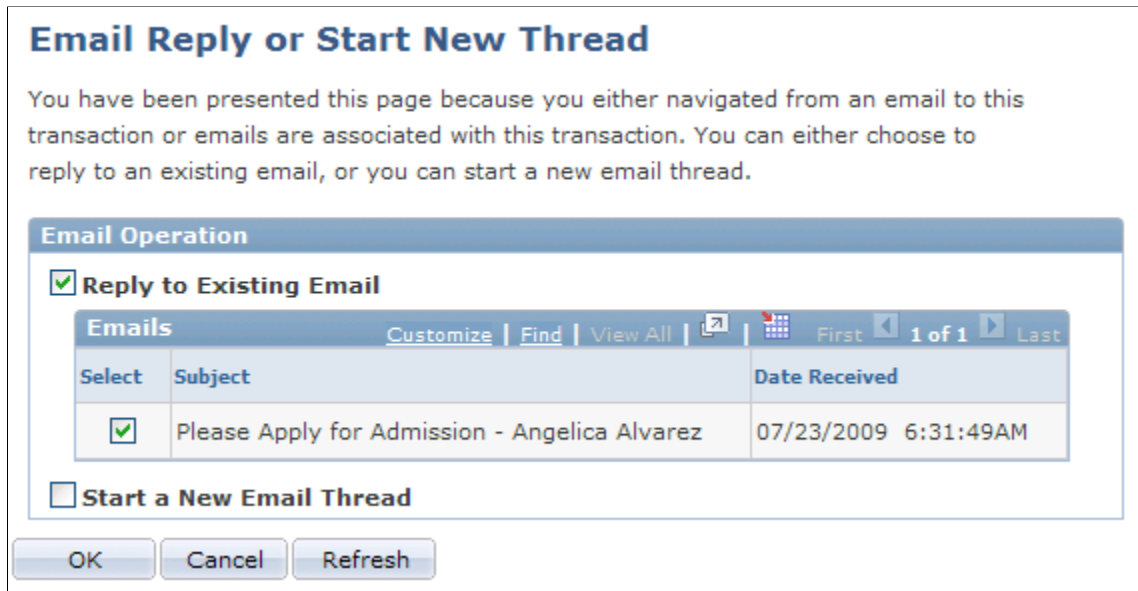 Email Reply or Start New Thread
You have been presented this page because you either navigated from an email to this
transaction or emails are associated with this transaction. You can either choose to
reply to an existing email, or you can start a new email thread.
Email Operation
Reply to Existing Email
Emails Customize | Find | View All | | First 1 of 1 Last
Select Subject Date Received
Please Apply for Admission - Angelica Alvarez 07/23/2009 6:31:49AM
Start a New Email Thread
OK Cancel Refresh